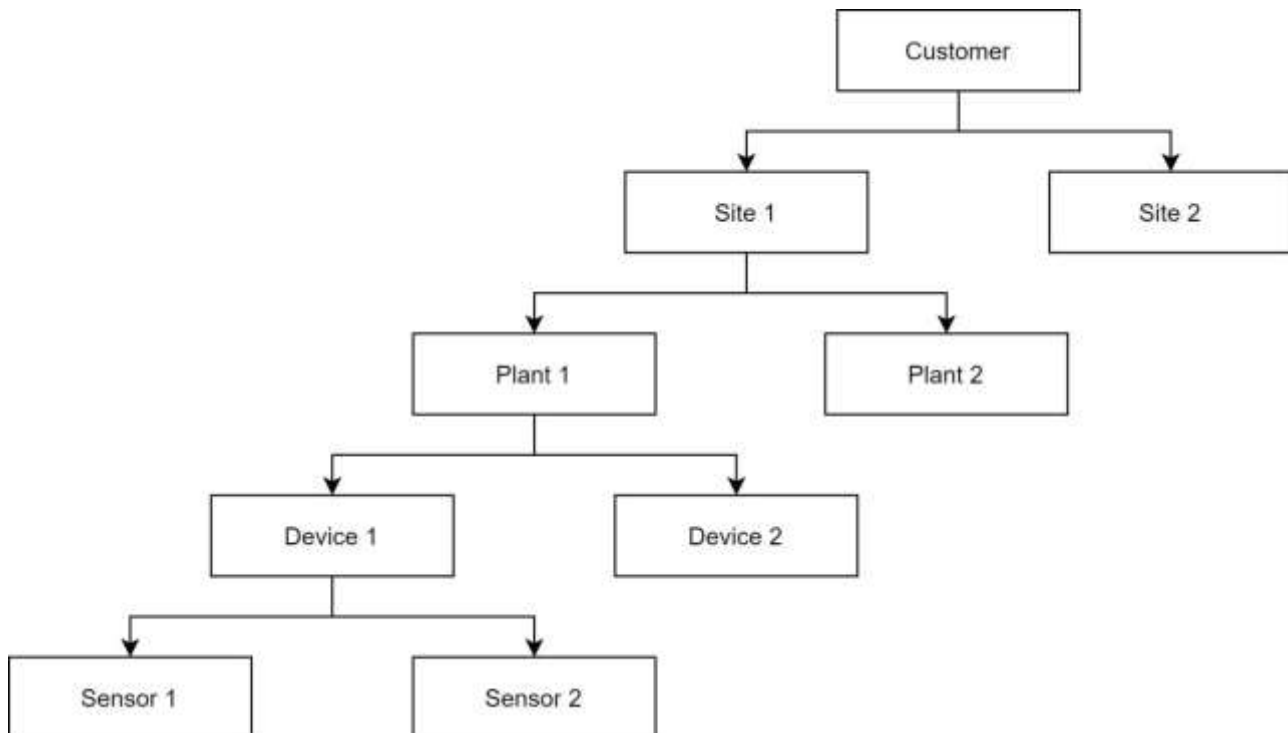 Customer
Site 1
Site 2
Plant 1
Plant 2
Device 1
Device 2
Sensor 1
Sensor 2